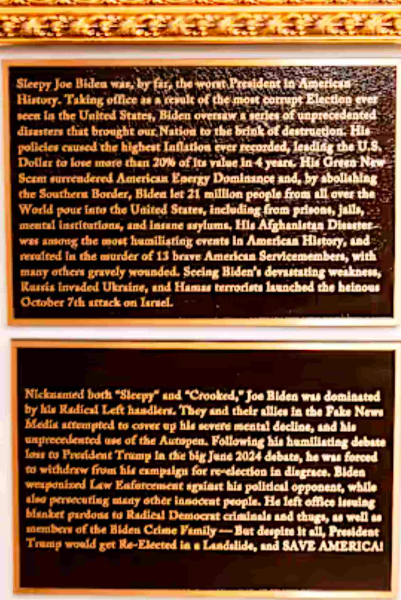 Sleepy Joe Biden was, by far, the worst President in American
History. Taking office as a result of the most corrupt Election ever
seen in the United States, Biden oversaw a series of unprecedented
disasters that brought our Nation to the brink of destruction. His
policies caused the highest Inflation ever recorded, leading the U.S.
Dollar to lose more than 20% of its value in 4 years. His Green New
Scam surrendered American Energy Dominance and, by abolishing
the Southern Border, Biden let 21 million people from all over the
World pour into the United States, including from prisons, jails,
mental institutions, and insane asylums. His Afghanistan Disaster
was among the most humiliating events in American History, and
resulted in the murder of 13 brave American Servicemembers, with
many others gravely wounded. Seeing Biden's devastating weakness,
Russia invaded Ukraine, and Hamas terrorists launched the heinous
October 7th attack on Israel.
Nicknamed both "Sleepy" and "Crooked," Joe Biden was dominated
by his Radical Left handlers. They and their allies in the Fake News
Media attempted to cover up his severe mental decline, and his
unprecedented use of the Autopen. Following his humiliating debate
loss to President Trump in the big June 2024 debate, he was forced
to withdraw from his campaign for re-election in disgrace. Biden
weaponized Law Enforcement against his political opponent, while
also persecuting many other innocent people. He left office issuing
blanket pardons to Radical Democrat criminals and thugs, as well as
members of the Biden Crime Family — But despite it all, President
Trump would get Re-Elected in a Landslide, and SAVE AMERICA!